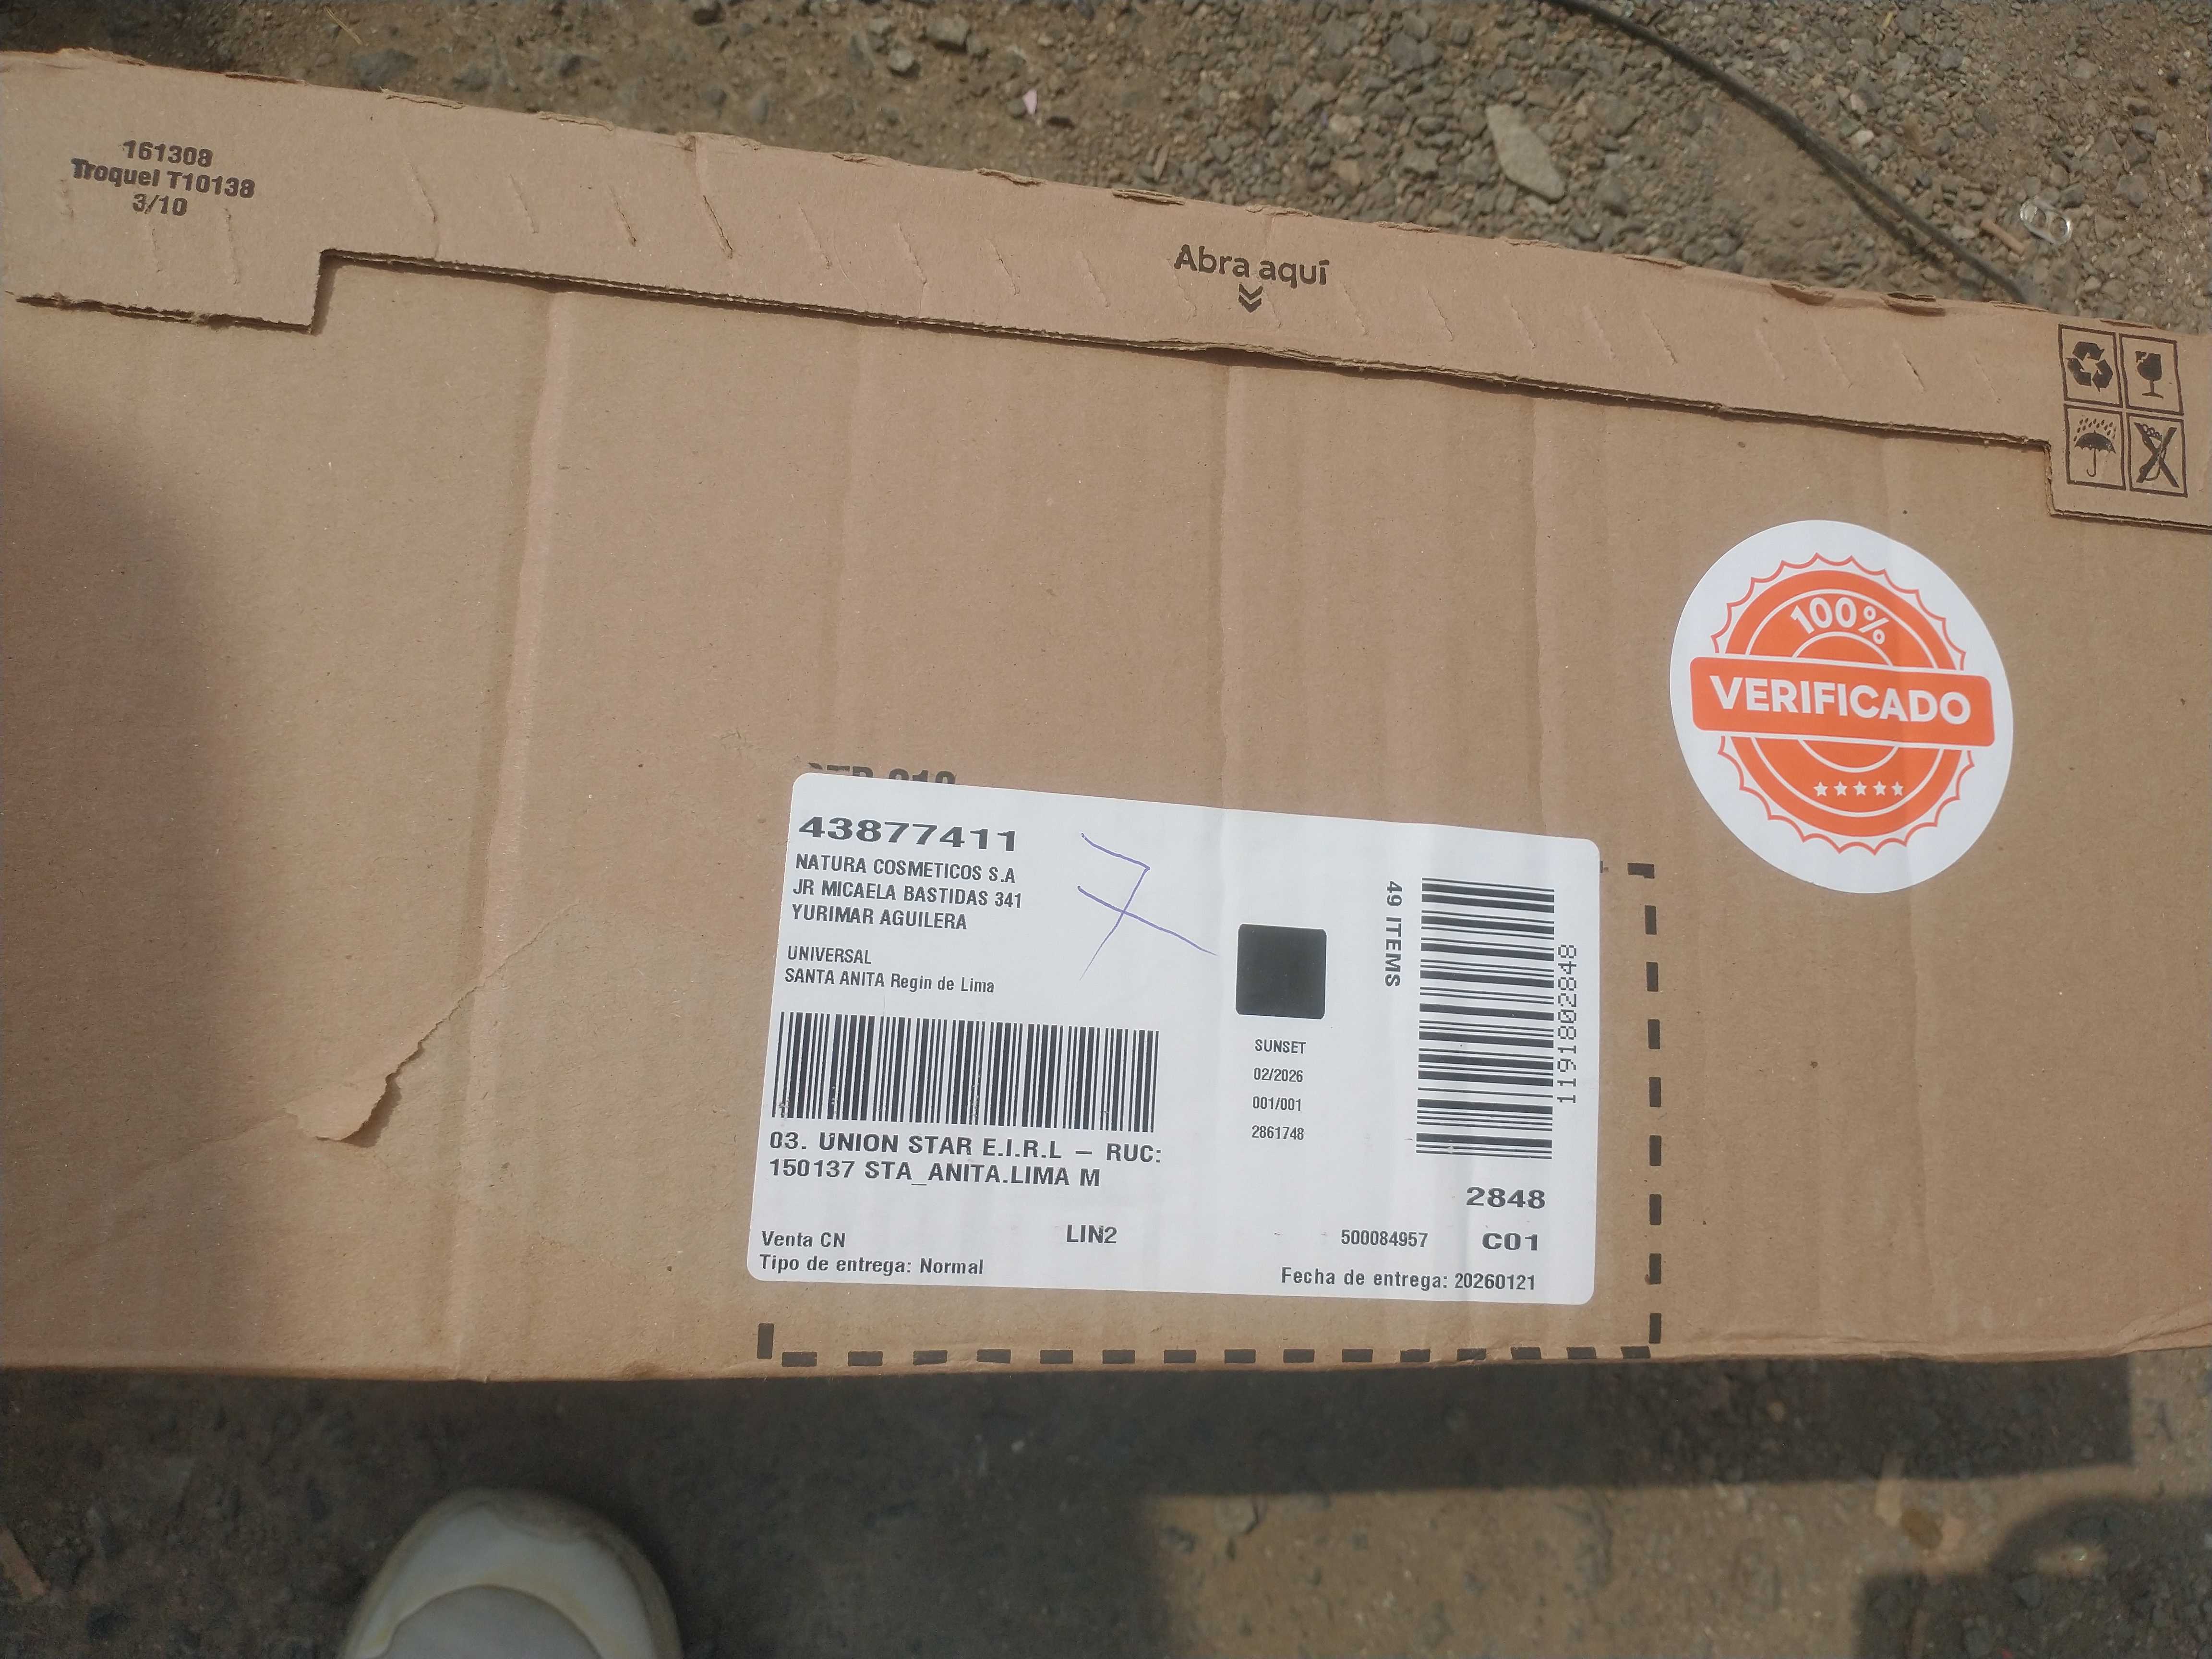 161308
Troquel T10138
3/10
Abra aquí
100%
VERIFICADO
43877411
NATURA COSMETICOS S.A
JR MICAELA BASTIDAS 341
YURIMAR AGUILERA
7
UNIVERSAL
SANTA ANITA Regin de Lima
49 ITEMS
1191802848
SUNSET
02/2026
001/001
2861748
03. UNION STAR E.I.R.L – RUC:
150137 STA_ANITA.LIMA M
2848
Venta CN
LIN2
500084957
C01
Tipo de entrega: Normal
Fecha de entrega: 20260121